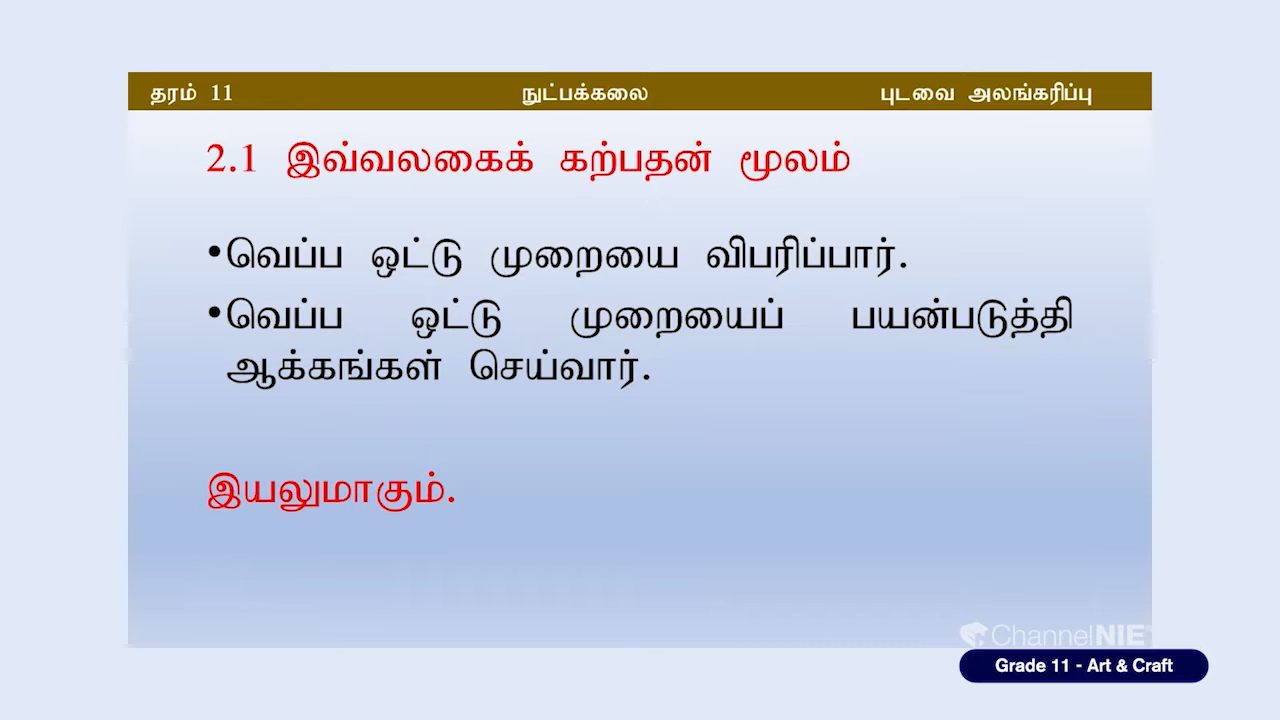 தரம் 11 நுட்பக்கலை புடவை அலங்கரிப்பு
2.1 இவ்வலகைக் கற்பதன் மூலம்
•வெப்ப ஒட்டு முறையை விபரிப்பார்.
•வெப்ப ஒட்டு முறையைப் பயன்படுத்தி
ஆக்கங்கள் செய்வார்.
இயலுமாகும்.
ChannelNIE
Grade 11 - Art & Craft